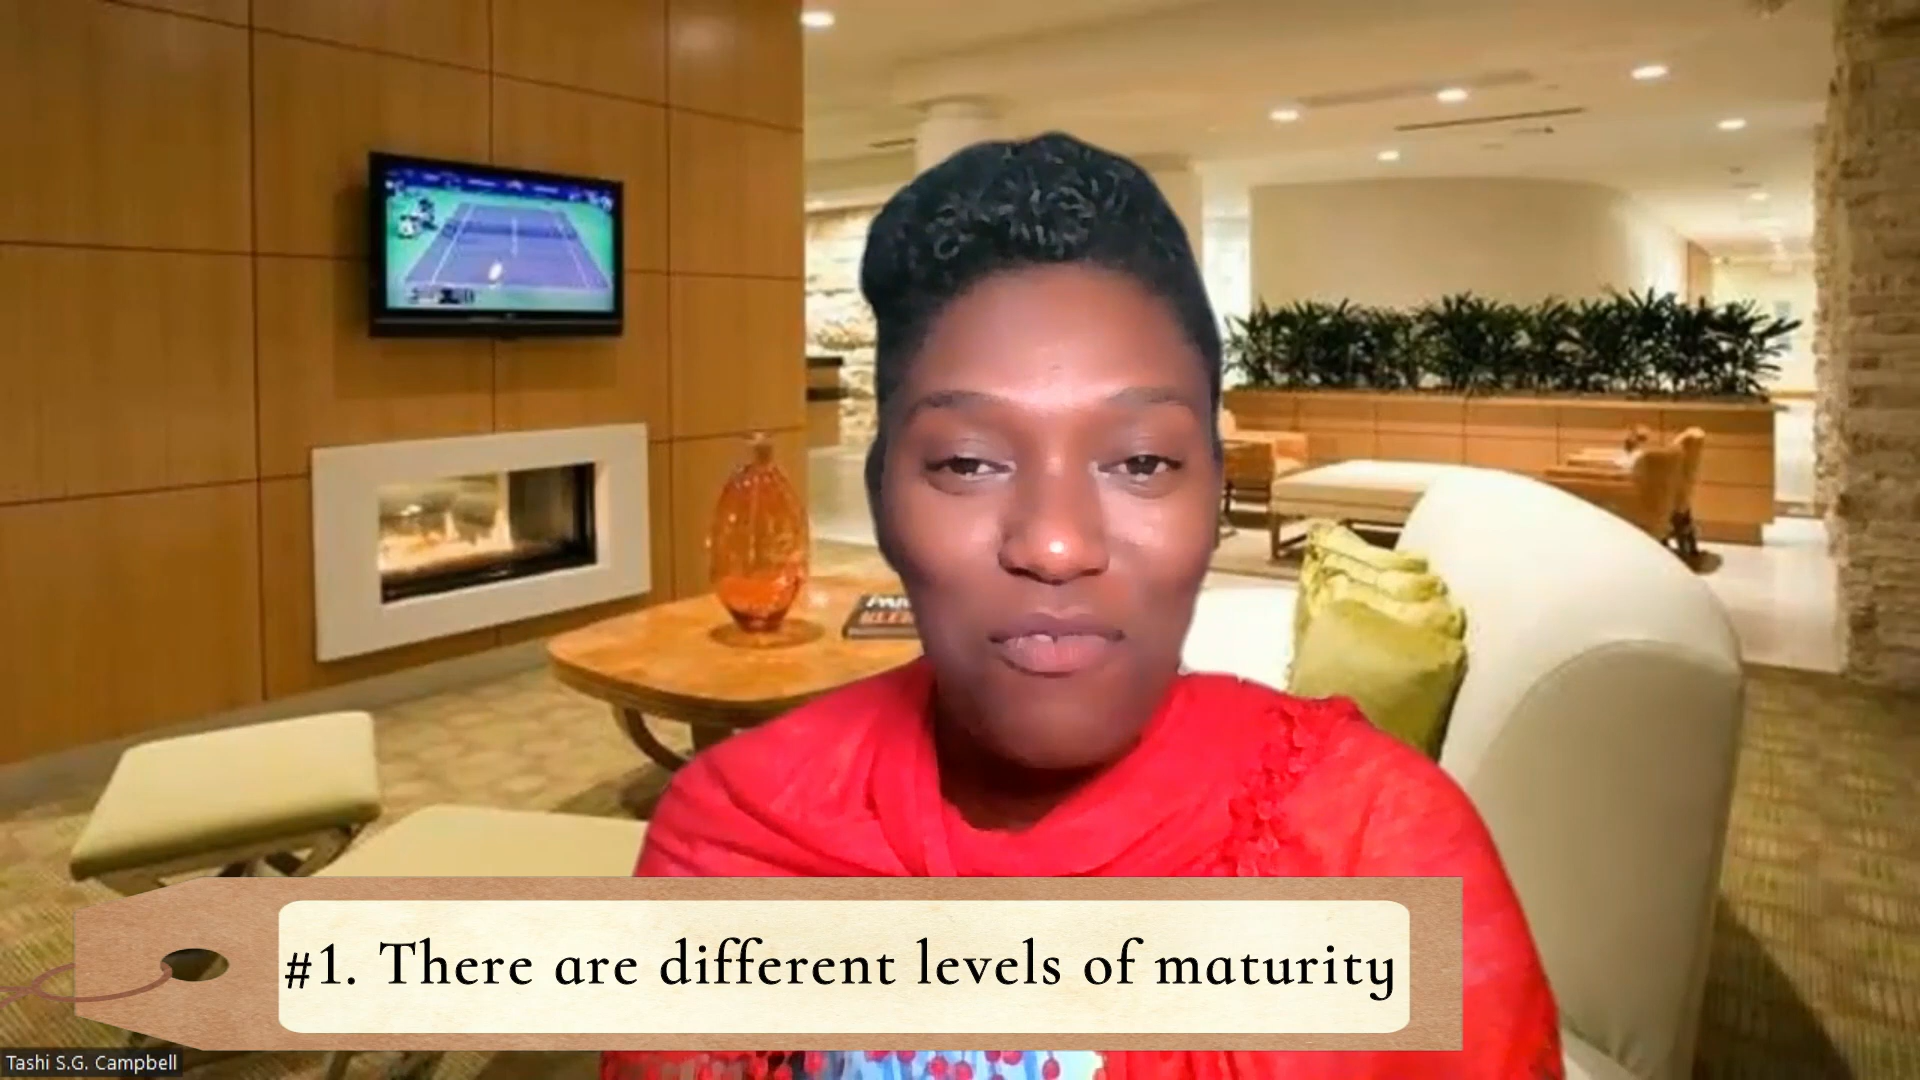 #1. There are different levels of maturity
Tashi S.G. Campbell